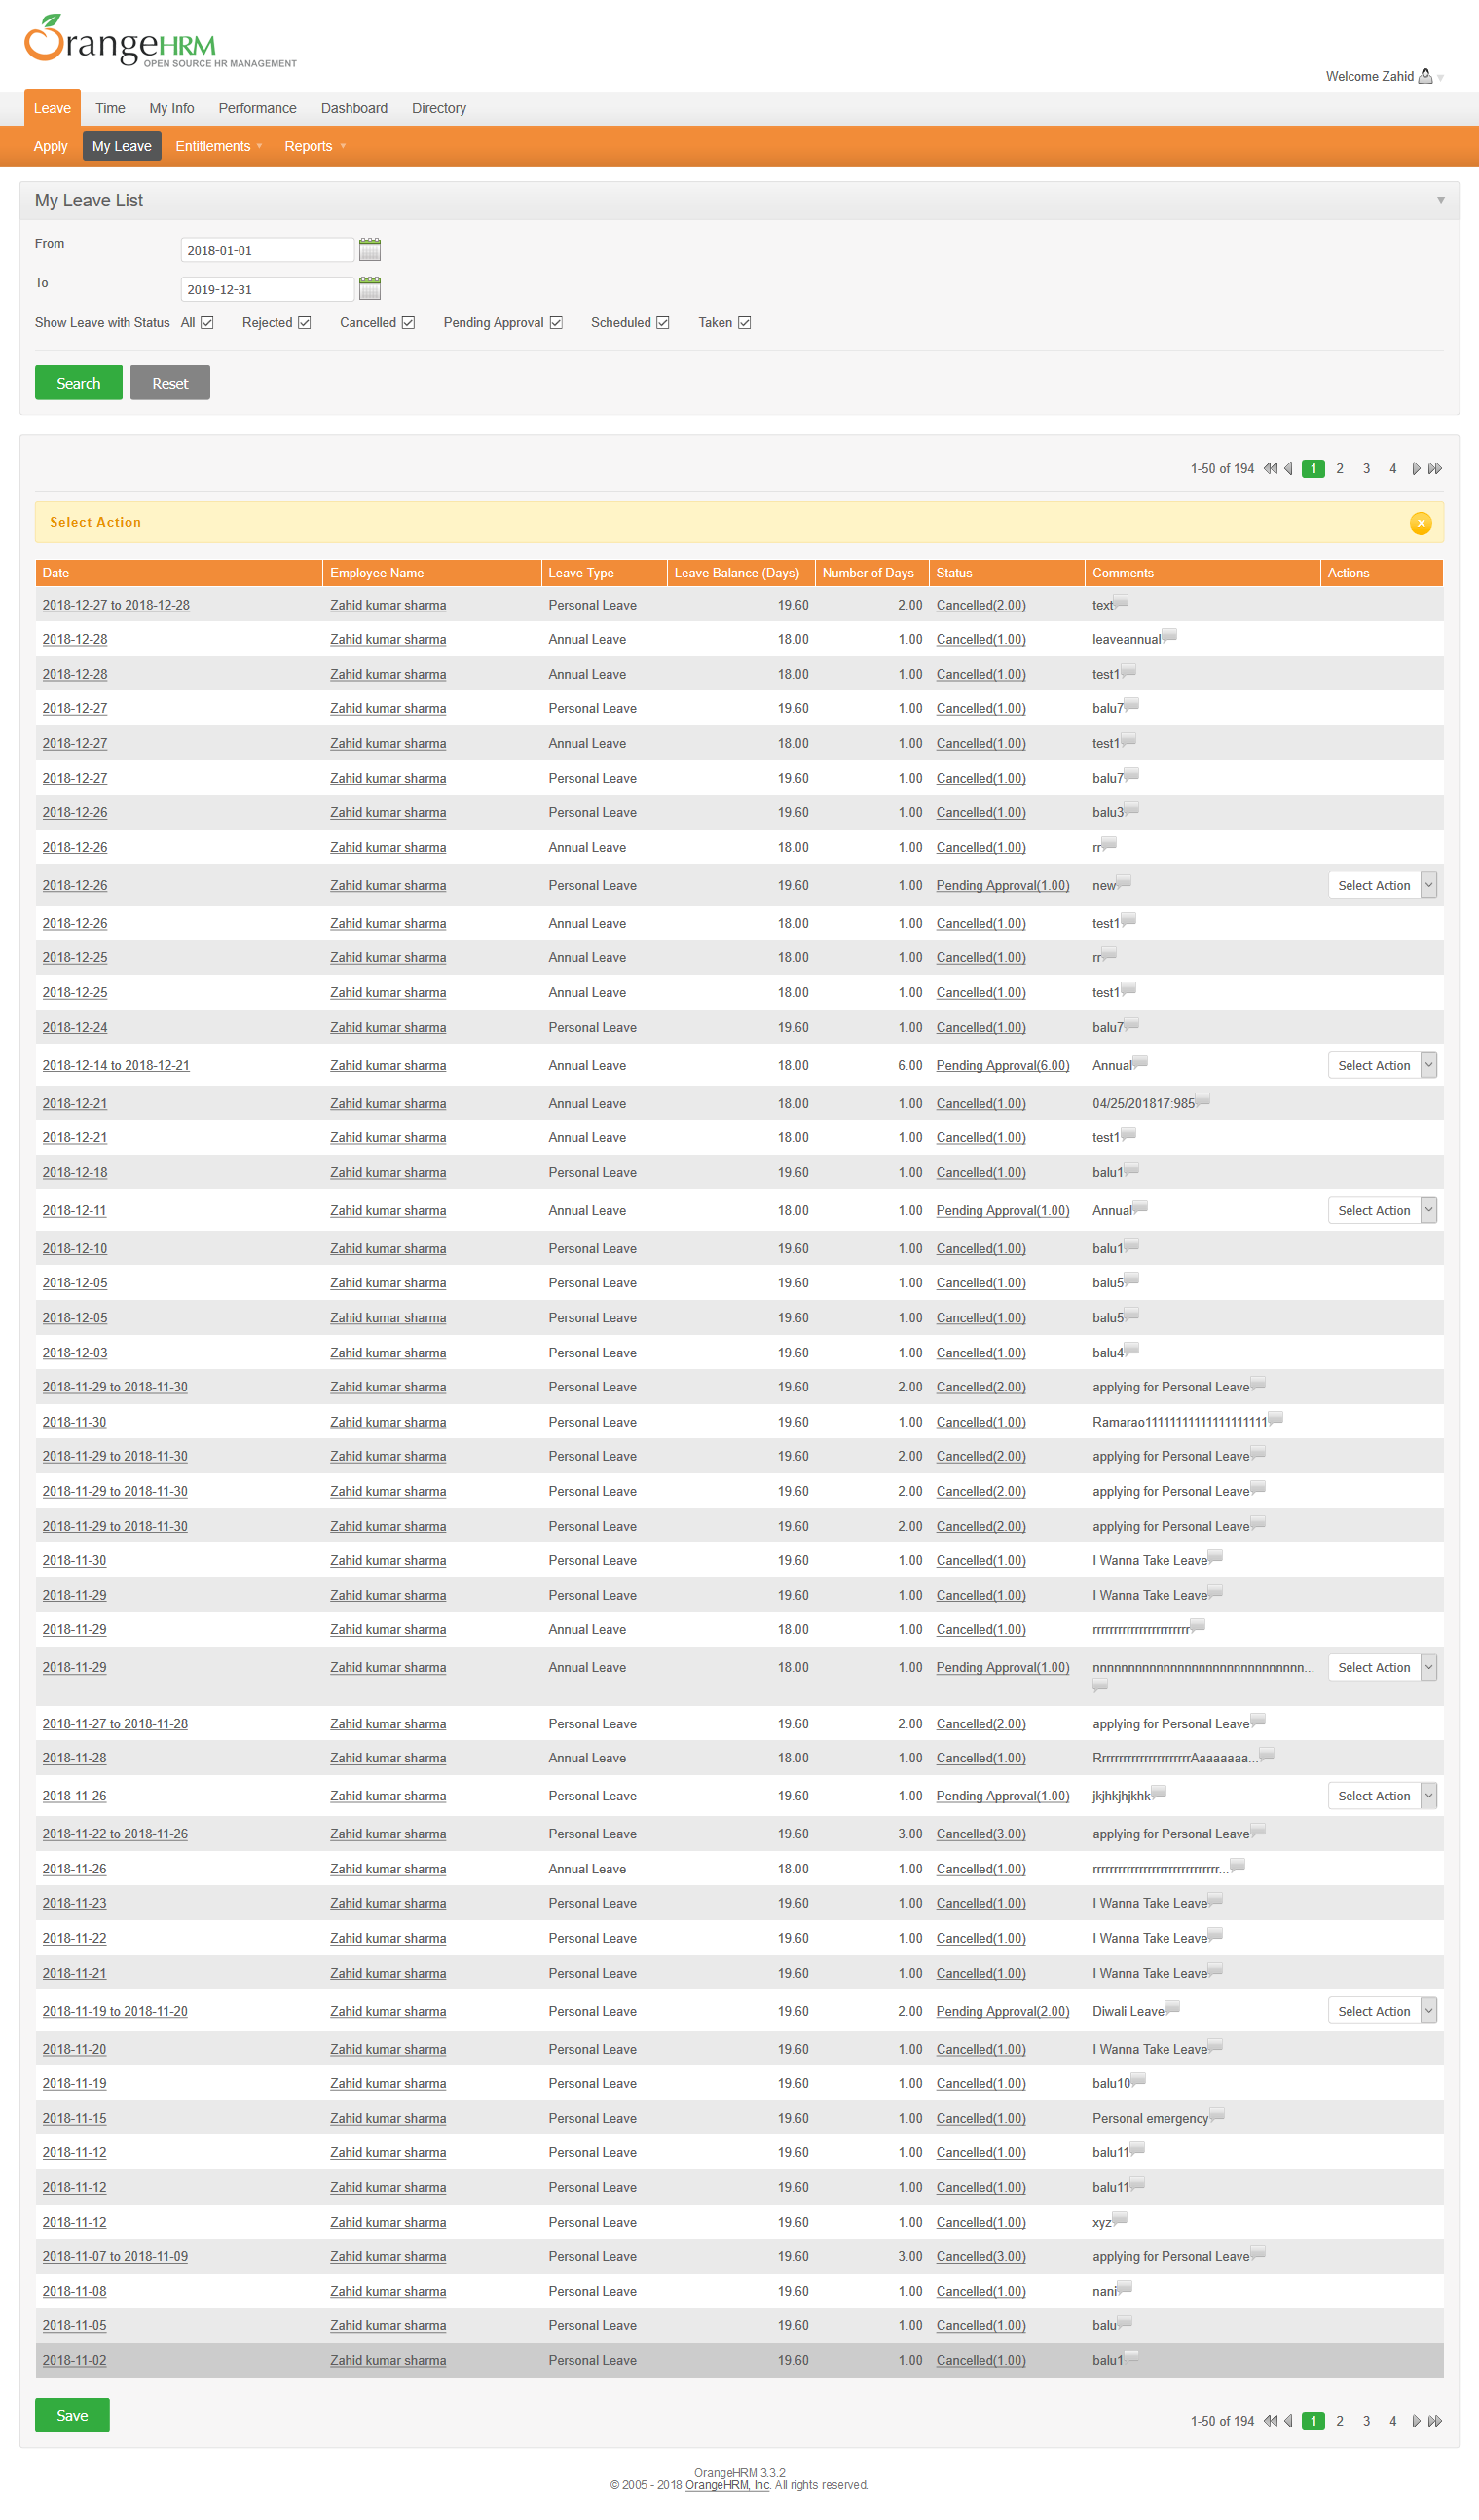 OrangeHRM
OPEN SOURCE HR MANAGEMENT
Welcome Zahid
Leave Time My Info Performance Dashboard Directory
Apply My Leave Entitlements Reports
My Leave List
From 2018-01-01
To 2019-12-31
Show Leave with Status All Rejected Cancelled Pending Approval Scheduled Taken
Search Reset
1-50 of 194 1 2 3 4
Select Action
Date Employee Name Leave Type Leave Balance (Days) Number of Days Status Comments Actions
2018-12-27 to 2018-12-28 Zahid kumar sharma Personal Leave 19.60 2.00 Cancelled(2.00) text
2018-12-28 Zahid kumar sharma Annual Leave 18.00 1.00 Cancelled(1.00) leaveannual
2018-12-28 Zahid kumar sharma Annual Leave 18.00 1.00 Cancelled(1.00) test1
2018-12-27 Zahid kumar sharma Personal Leave 19.60 1.00 Cancelled(1.00) balu7
2018-12-27 Zahid kumar sharma Annual Leave 18.00 1.00 Cancelled(1.00) test1
2018-12-27 Zahid kumar sharma Personal Leave 19.60 1.00 Cancelled(1.00) balu7
2018-12-26 Zahid kumar sharma Personal Leave 19.60 1.00 Cancelled(1.00) balu3
2018-12-26 Zahid kumar sharma Annual Leave 18.00 1.00 Cancelled(1.00) rr
2018-12-26 Zahid kumar sharma Personal Leave 19.60 1.00 Pending Approval(1.00) new Select Action
2018-12-26 Zahid kumar sharma Annual Leave 18.00 1.00 Cancelled(1.00) test1
2018-12-25 Zahid kumar sharma Annual Leave 18.00 1.00 Cancelled(1.00) rr
2018-12-25 Zahid kumar sharma Annual Leave 18.00 1.00 Cancelled(1.00) test1
2018-12-24 Zahid kumar sharma Personal Leave 19.60 1.00 Cancelled(1.00) balu7
2018-12-14 to 2018-12-21 Zahid kumar sharma Annual Leave 18.00 6.00 Pending Approval(6.00) Annual Select Action
2018-12-21 Zahid kumar sharma Annual Leave 18.00 1.00 Cancelled(1.00) 04/25/201817:985
2018-12-21 Zahid kumar sharma Annual Leave 18.00 1.00 Cancelled(1.00) test1
2018-12-18 Zahid kumar sharma Personal Leave 19.60 1.00 Cancelled(1.00) balu1
2018-12-11 Zahid kumar sharma Annual Leave 18.00 1.00 Pending Approval(1.00) Annual Select Action
2018-12-10 Zahid kumar sharma Personal Leave 19.60 1.00 Cancelled(1.00) balu1
2018-12-05 Zahid kumar sharma Personal Leave 19.60 1.00 Cancelled(1.00) balu5
2018-12-05 Zahid kumar sharma Personal Leave 19.60 1.00 Cancelled(1.00) balu5
2018-12-03 Zahid kumar sharma Personal Leave 19.60 1.00 Cancelled(1.00) balu4
2018-11-29 to 2018-11-30 Zahid kumar sharma Personal Leave 19.60 2.00 Cancelled(2.00) applying for Personal Leave
2018-11-30 Zahid kumar sharma Personal Leave 19.60 1.00 Cancelled(1.00) Ramarao11111111111111111111
2018-11-29 to 2018-11-30 Zahid kumar sharma Personal Leave 19.60 2.00 Cancelled(2.00) applying for Personal Leave
2018-11-29 to 2018-11-30 Zahid kumar sharma Personal Leave 19.60 2.00 Cancelled(2.00) applying for Personal Leave
2018-11-29 to 2018-11-30 Zahid kumar sharma Personal Leave 19.60 2.00 Cancelled(2.00) applying for Personal Leave
2018-11-30 Zahid kumar sharma Personal Leave 19.60 1.00 Cancelled(1.00) I Wanna Take Leave
2018-11-29 Zahid kumar sharma Personal Leave 19.60 1.00 Cancelled(1.00) I Wanna Take Leave
2018-11-29 Zahid kumar sharma Annual Leave 18.00 1.00 Cancelled(1.00) rrrrrrrrrrrrrrrrrrrrrrr
2018-11-29 Zahid kumar sharma Annual Leave 18.00 1.00 Pending Approval(1.00) nnnnnnnnnnnnnnnnnnnnnnnnnnnnnn... Select Action
2018-11-27 to 2018-11-28 Zahid kumar sharma Personal Leave 19.60 2.00 Cancelled(2.00) applying for Personal Leave
2018-11-28 Zahid kumar sharma Annual Leave 18.00 1.00 Cancelled(1.00) RrrrrrrrrrrrrrrrrrrrrrAaaaaaaa...
2018-11-26 Zahid kumar sharma Personal Leave 19.60 1.00 Pending Approval(1.00) jkjhkjhjkhk Select Action
2018-11-22 to 2018-11-26 Zahid kumar sharma Personal Leave 19.60 3.00 Cancelled(3.00) applying for Personal Leave
2018-11-26 Zahid kumar sharma Annual Leave 18.00 1.00 Cancelled(1.00) rrrrrrrrrrrrrrrrrrrrrrrrrrrrrr...
2018-11-23 Zahid kumar sharma Personal Leave 19.60 1.00 Cancelled(1.00) I Wanna Take Leave
2018-11-22 Zahid kumar sharma Personal Leave 19.60 1.00 Cancelled(1.00) I Wanna Take Leave
2018-11-21 Zahid kumar sharma Personal Leave 19.60 1.00 Cancelled(1.00) I Wanna Take Leave
2018-11-19 to 2018-11-20 Zahid kumar sharma Personal Leave 19.60 2.00 Pending Approval(2.00) Diwali Leave Select Action
2018-11-20 Zahid kumar sharma Personal Leave 19.60 1.00 Cancelled(1.00) I Wanna Take Leave
2018-11-19 Zahid kumar sharma Personal Leave 19.60 1.00 Cancelled(1.00) balu10
2018-11-15 Zahid kumar sharma Personal Leave 19.60 1.00 Cancelled(1.00) Personal emergency
2018-11-12 Zahid kumar sharma Personal Leave 19.60 1.00 Cancelled(1.00) balu11
2018-11-12 Zahid kumar sharma Personal Leave 19.60 1.00 Cancelled(1.00) balu11
2018-11-12 Zahid kumar sharma Personal Leave 19.60 1.00 Cancelled(1.00) xyz
2018-11-07 to 2018-11-09 Zahid kumar sharma Personal Leave 19.60 3.00 Cancelled(3.00) applying for Personal Leave
2018-11-08 Zahid kumar sharma Personal Leave 19.60 1.00 Cancelled(1.00) nani
2018-11-05 Zahid kumar sharma Personal Leave 19.60 1.00 Cancelled(1.00) balu
2018-11-02 Zahid kumar sharma Personal Leave 19.60 1.00 Cancelled(1.00) balu1
Save
1-50 of 194 1 2 3 4
OrangeHRM 3.3.2
© 2005 - 2018 OrangeHRM, Inc. All rights reserved.